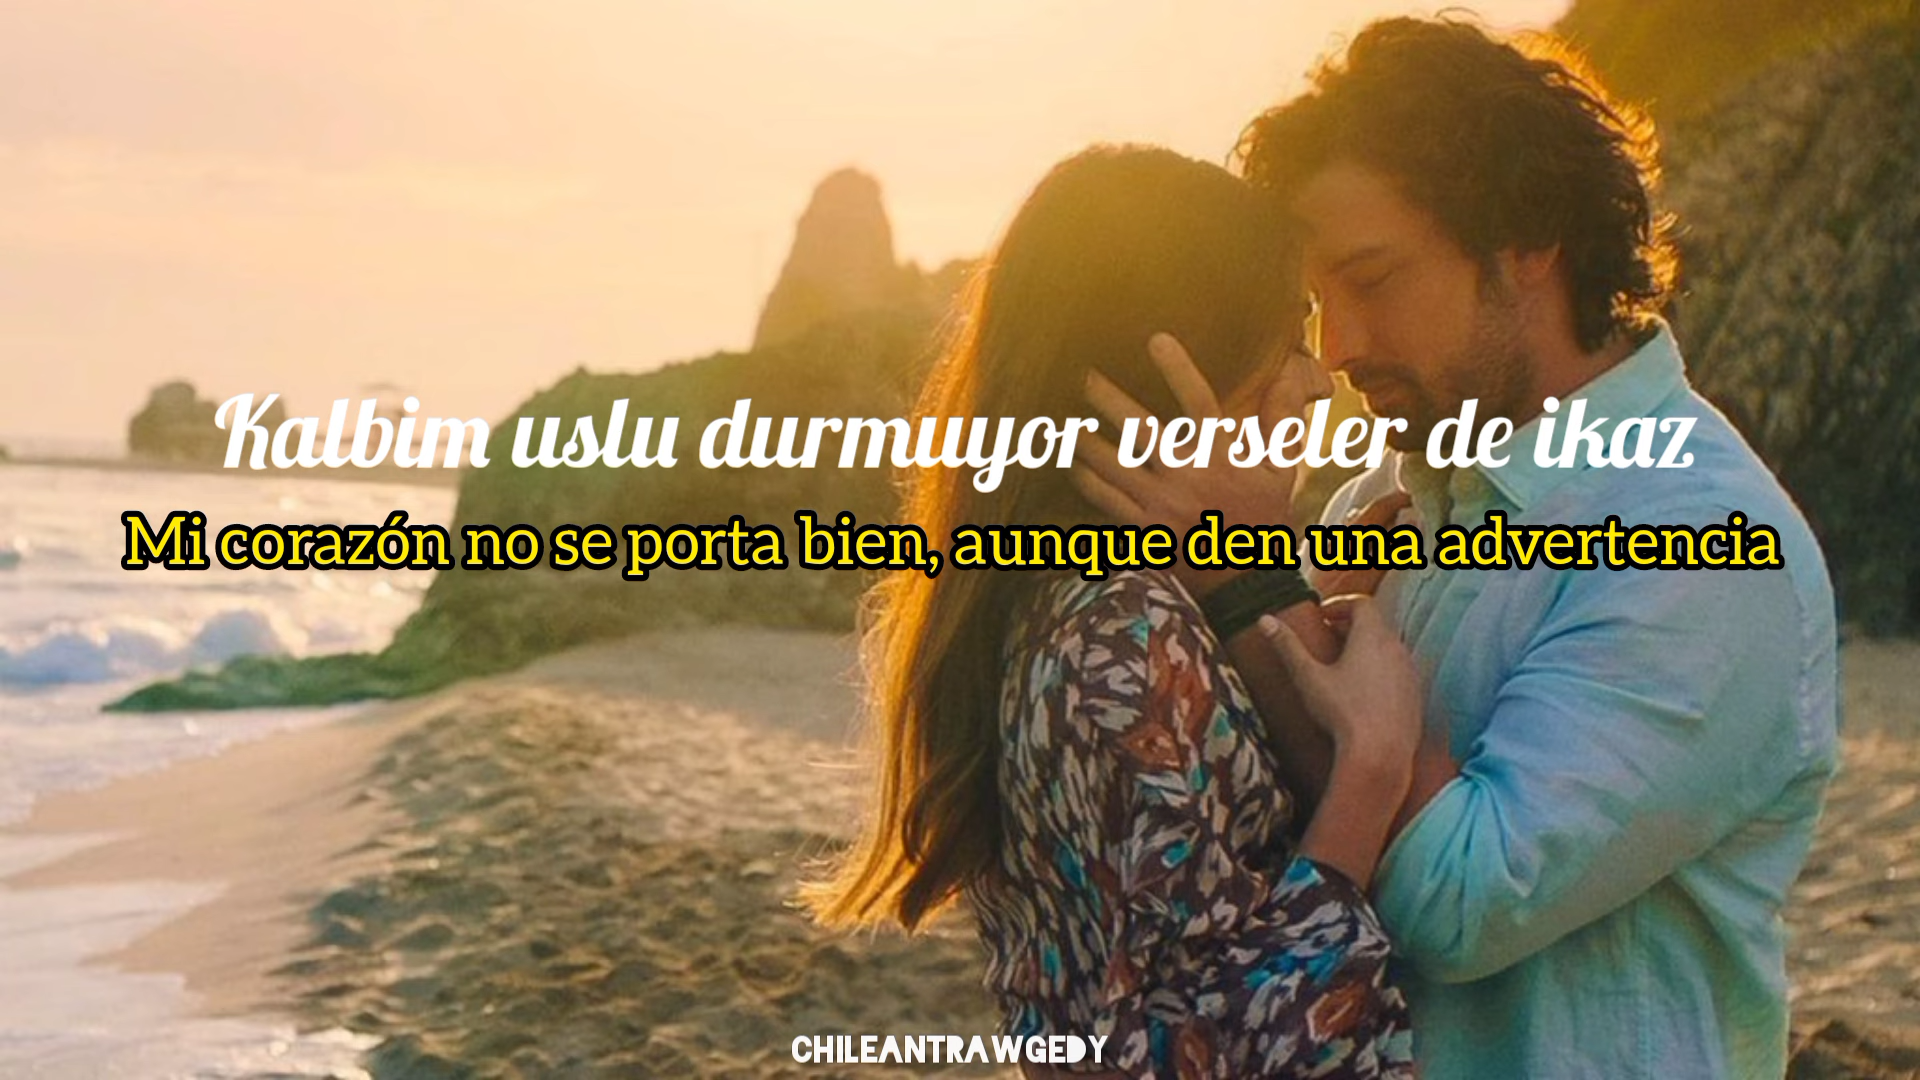 Kalbim uslu durmuyor verseler de ikaz
Mi corazón no se porta bien, aunque den una advertencia
CHILEANTRAWGEDY